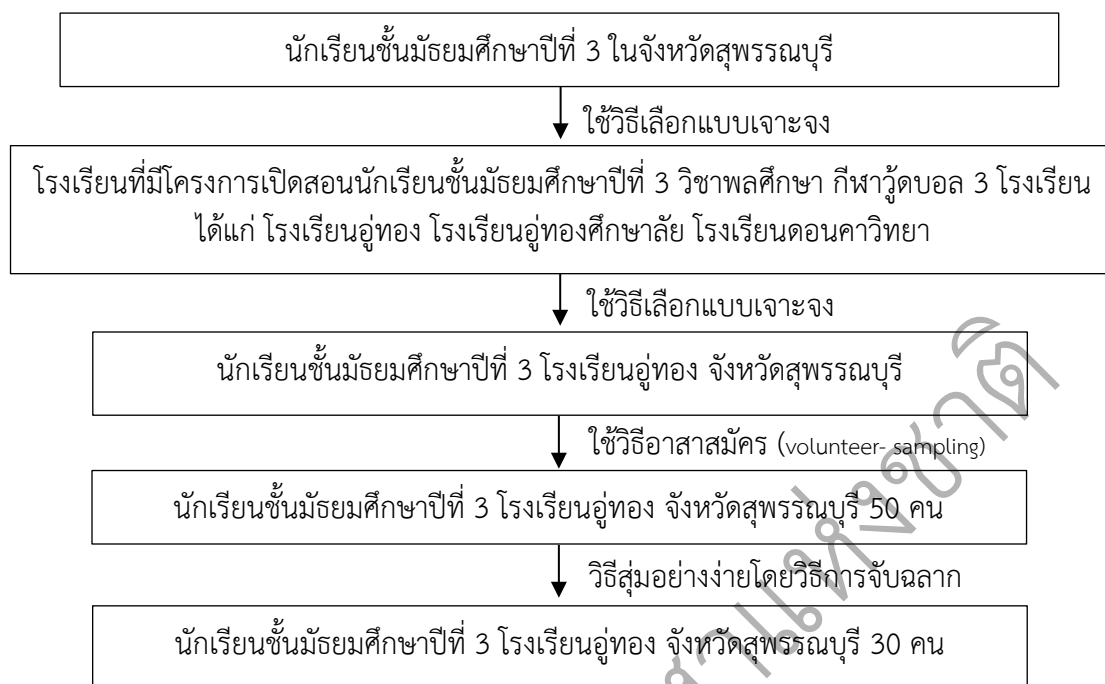 นักเรียนชั้นมัธยมศึกษาปีที่ 3 ในจังหวัดสุพรรณบุรี
ใช้วิธีเลือกแบบเจาะจง
โรงเรียนที่มีโครงการเปิดสอนนักเรียนชั้นมัธยมศึกษาปีที่ 3 วิชาพลศึกษา กีฬาวู้ดบอล 3 โรงเรียน
ได้แก่ โรงเรียนอู่ทอง โรงเรียนอู่ทองศึกษาลัย โรงเรียนดอนคาวิทยา
ใช้วิธีเลือกแบบเจาะจง
นักเรียนชั้นมัธยมศึกษาปีที่ 3 โรงเรียนอู่ทอง จังหวัดสุพรรณบุรี
ใช้วิธีอาสาสมัคร (volunteer- sampling)
นักเรียนชั้นมัธยมศึกษาปีที่ 3 โรงเรียนอู่ทอง จังหวัดสุพรรณบุรี 50 คน
วิธีสุ่มอย่างง่ายโดยวิธีการจับฉลาก
นักเรียนชั้นมัธยมศึกษาปีที่ 3 โรงเรียนอู่ทอง จังหวัดสุพรรณบุรี 30 คน